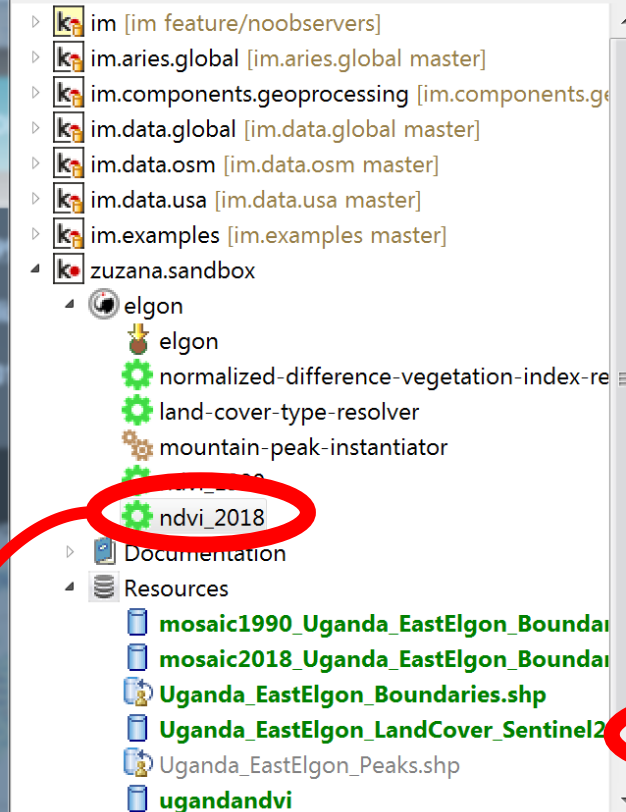 im [im feature/noobservers]
im.aries.global [im.aries.global master]
im.components.geoprocessing [im.components.ge
im.data.global [im.data.global master]
im.data.osm [im.data.osm master]
im.data.usa [im.data.usa master]
im.examples [im.examples master]
zuzana.sandbox
elgon
elgon
normalized-difference-vegetation-index-re
land-cover-type-resolver
mountain-peak-instantiator
ndvi_2018
Documentation
Resources
mosaic1990_Uganda_EastElgon_Boundar
mosaic2018_Uganda_EastElgon_Boundar
Uganda_EastElgon_Boundaries.shp
Uganda_EastElgon_LandCover_Sentinel2
Uganda_EastElgon_Peaks.shp
ugandandvi